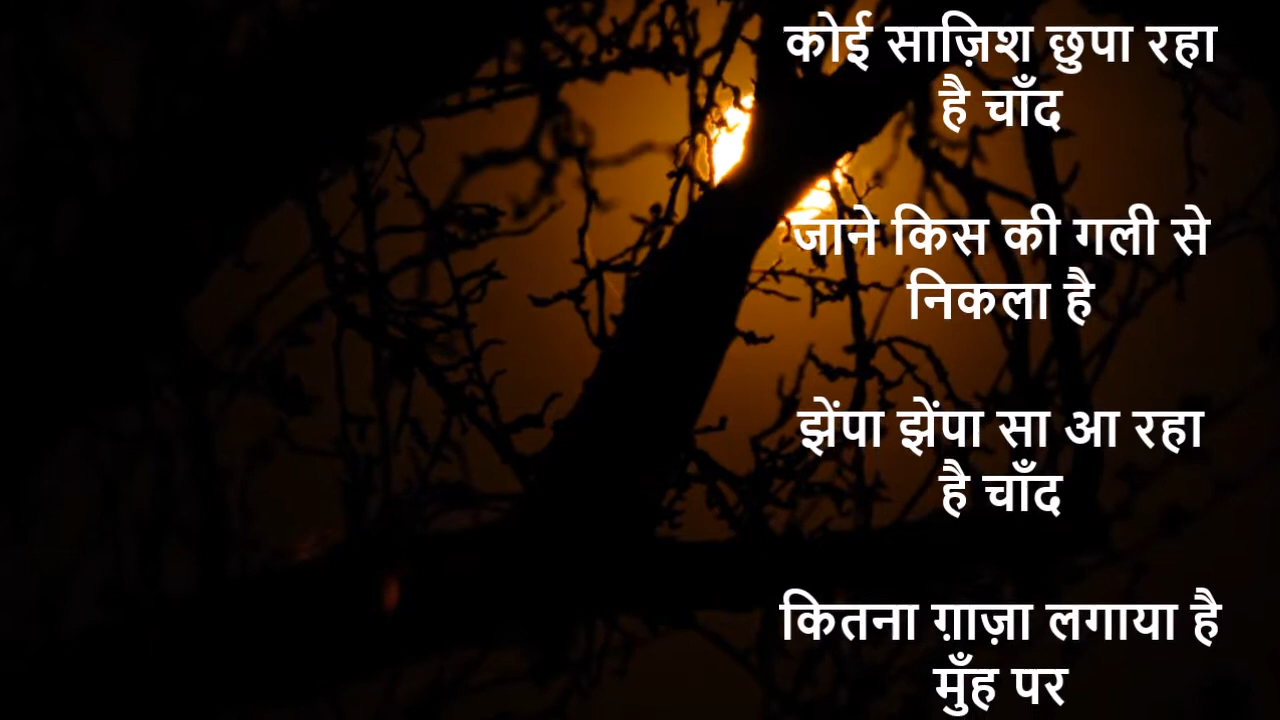 कोई साज़िश छुपा रहा
है चाँद
जाने किस की गली से
निकला है
झेंपा झेंपा सा आ रहा
है चाँद
कितना ग़ाज़ा लगाया है
मुँह पर